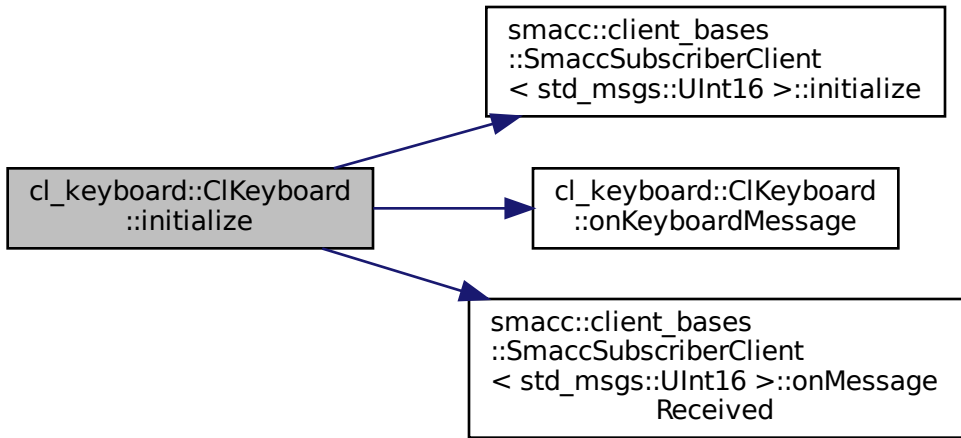 cl_keyboard::ClKeyboard
::initialize
smacc::client_bases
::SmaccSubscriberClient
< std_msgs::UInt16 >::initialize
cl_keyboard::ClKeyboard
::onKeyboardMessage
smacc::client_bases
::SmaccSubscriberClient
< std_msgs::UInt16 >::onMessage
Received